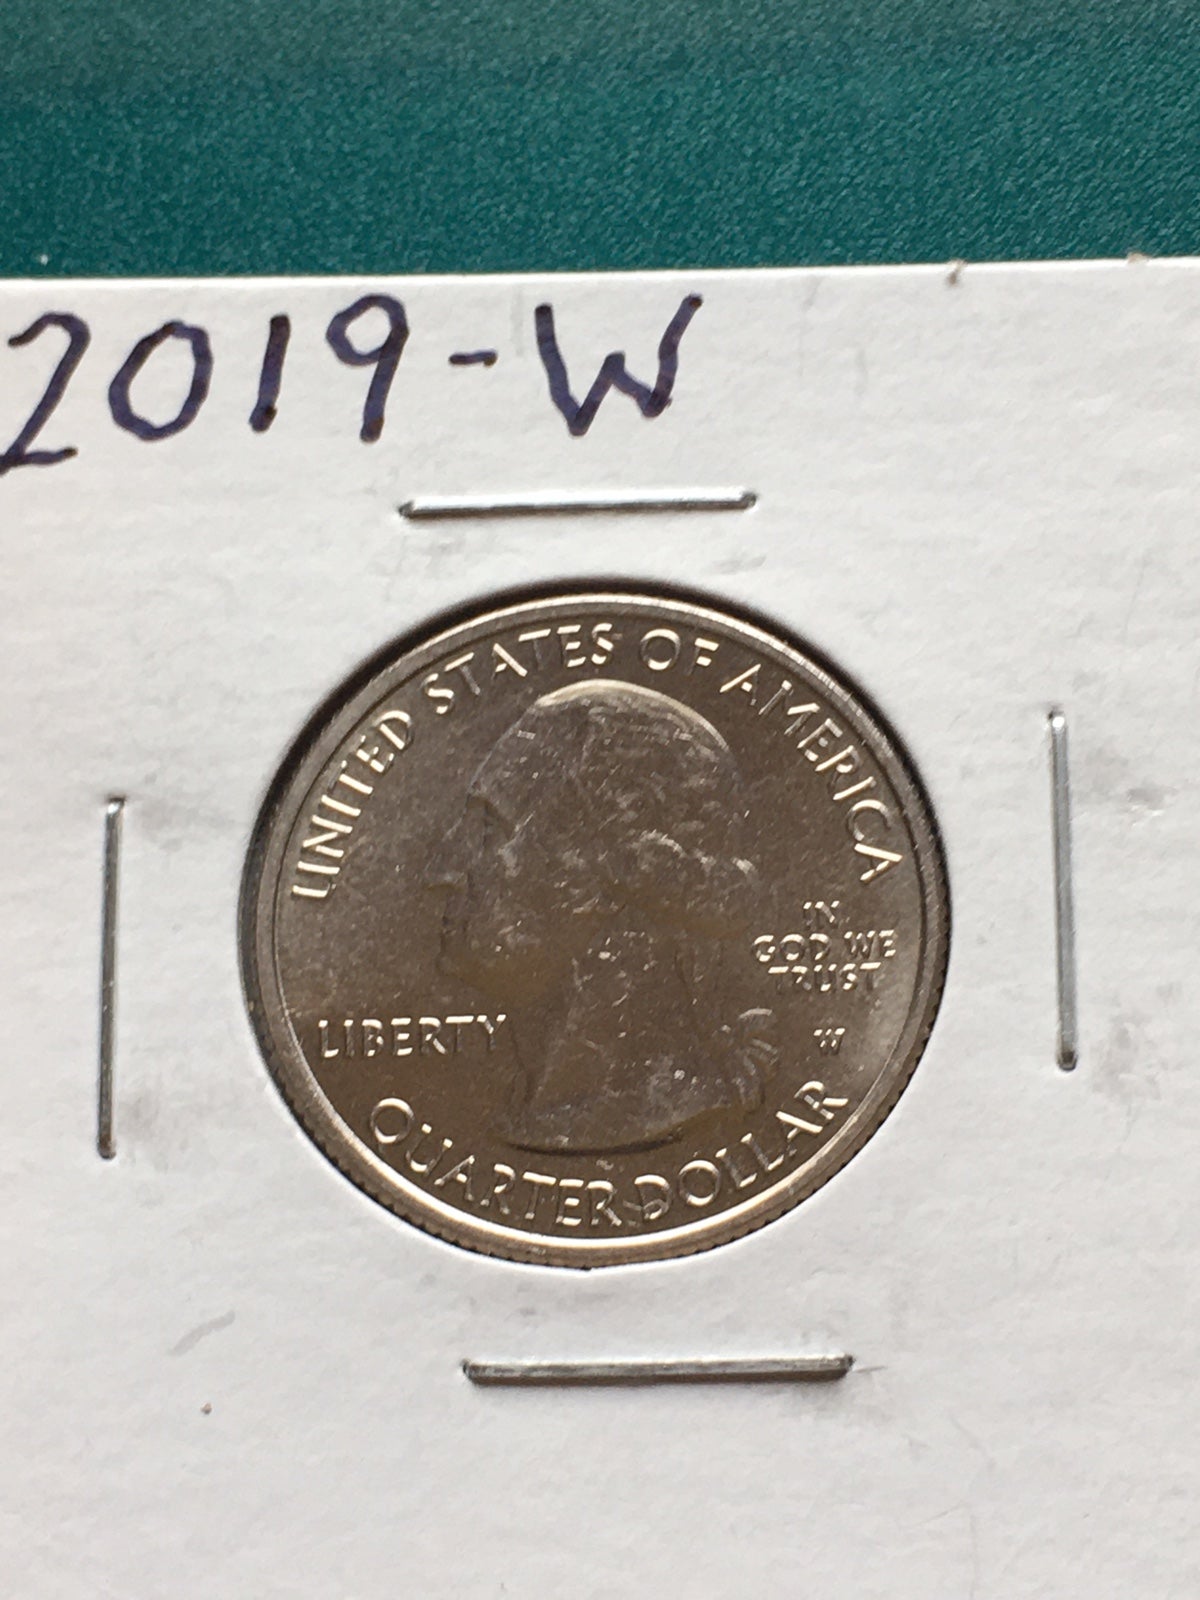 2019-W
UNITED STATES OF AMERICA
IN
GOD WE
TRUST
LIBERTY
W
QUARTER DOLLAR